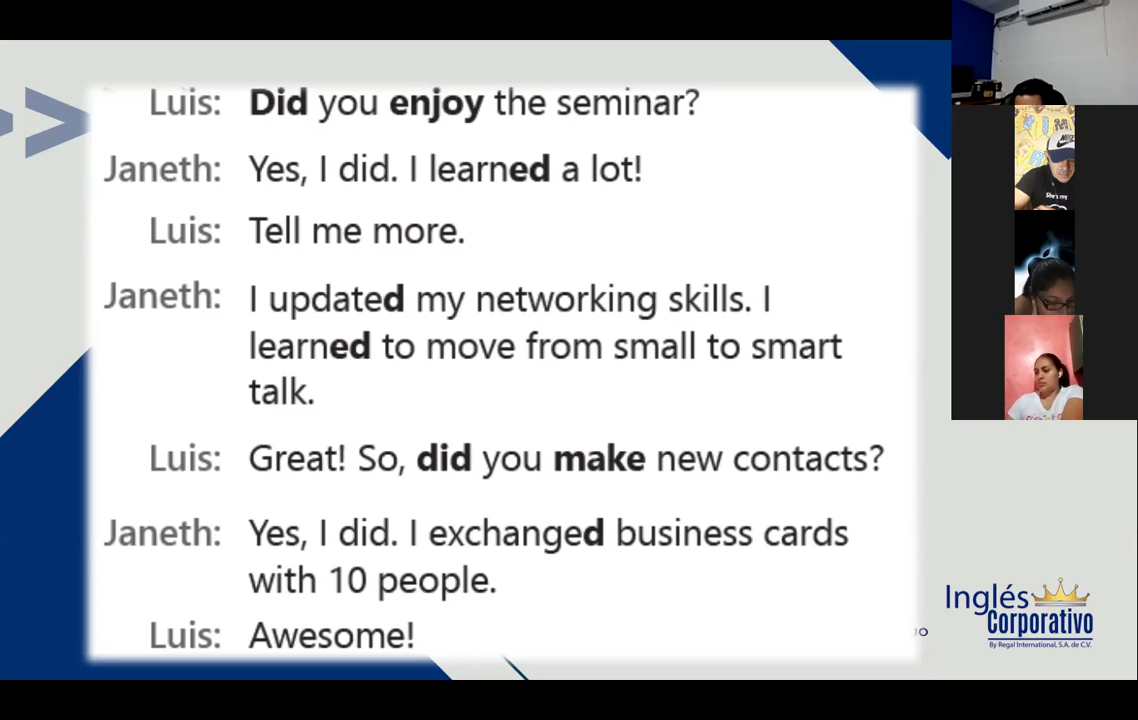 Luis: Did you enjoy the seminar?
Janeth: Yes, I did. I learned a lot!
Luis: Tell me more.
Janeth: I updated my networking skills. I
learned to move from small to smart
talk.
Luis: Great! So, did you make new contacts?
Janeth: Yes, I did. I exchanged business cards
with 10 people.
Luis: Awesome!
Inglés
Corporativo
By Regal International, S.A. de C.V.